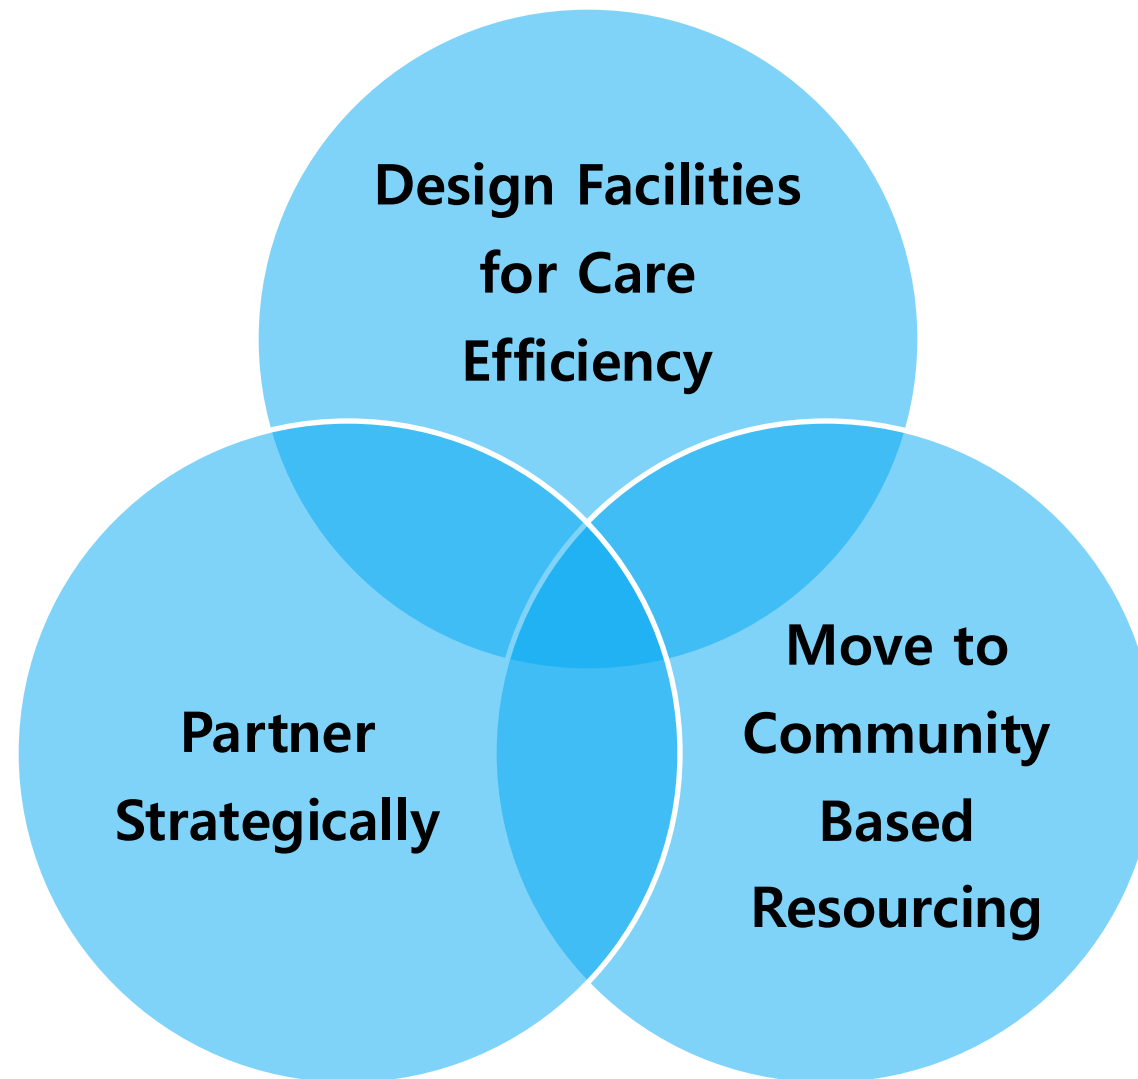 Design Facilities
for Care
Efficiency
Partner
Strategically
Move to
Community
Based
Resourcing